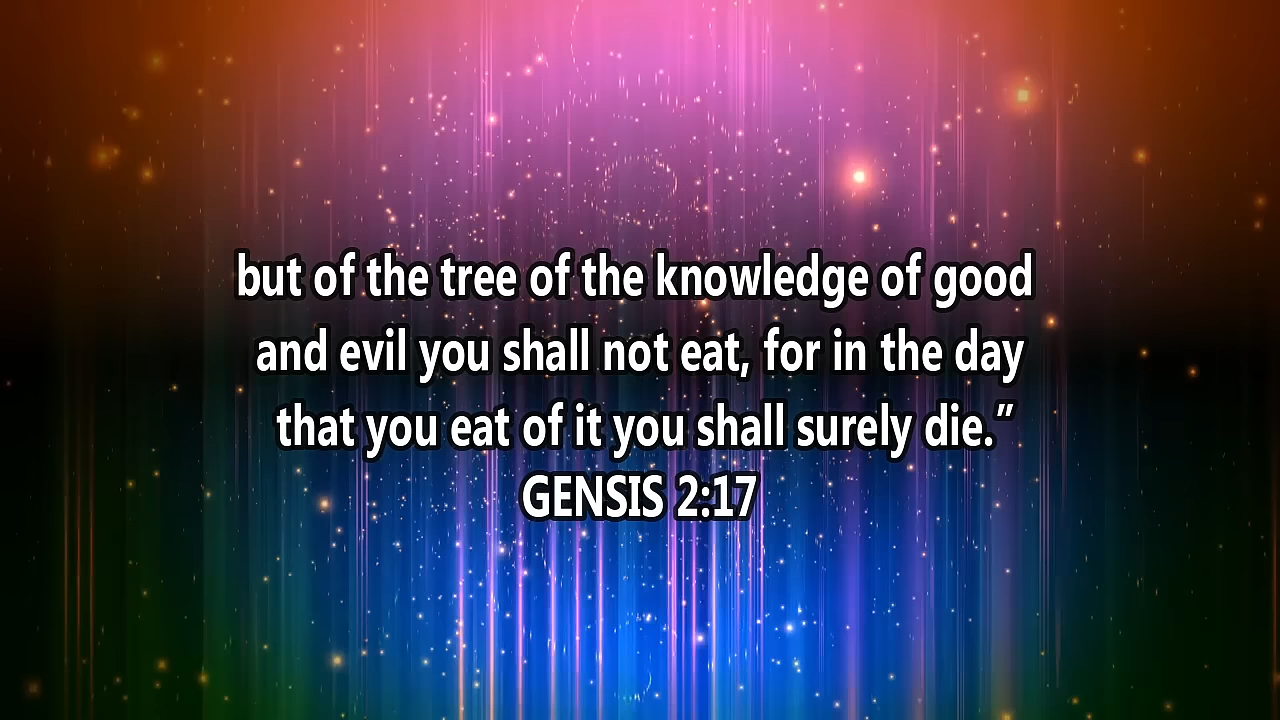 but of the tree of the knowledge of good
and evil you shall not eat, for in the day
that you eat of it you shall surely die.”
GENSIS 2:17